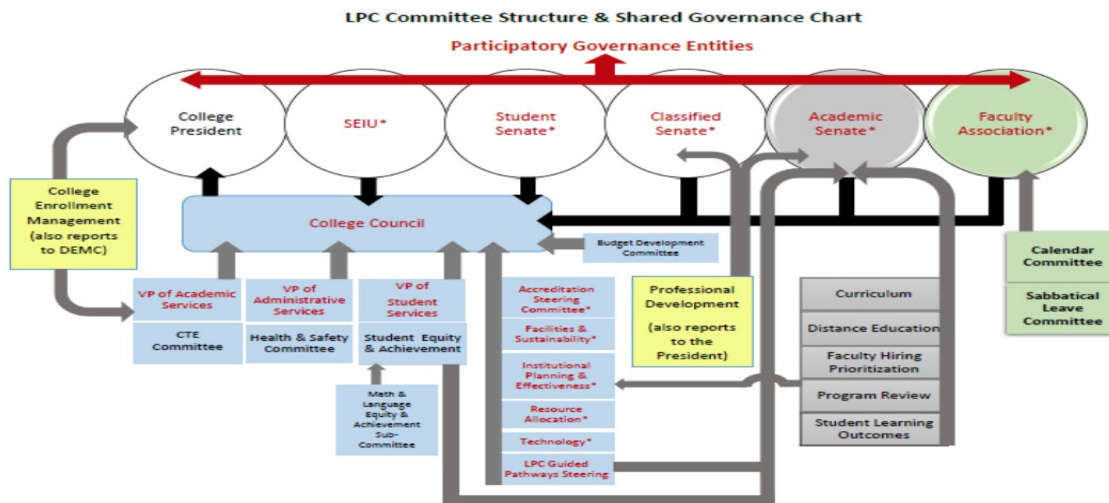 LPC Committee Structure & Shared Governance Chart
Participatory Governance Entities
College
President
SEIU*
Student
Senate*
Classified
Senate*
Academic
Senate*
Faculty
Association*
College
Enrollment
Management
(also reports
to DEMC)
College Council
Budget Development
Committee
VP of Academic
Services
CTE
Committee
VP of
Administrative
Services
Health & Safety
Committee
VP of
Student
Services
Student Equity
& Achievement
Math &
Language
Equity &
Achievement
Sub-
Committee
Accreditation
Steering
Committee*
Facilities &
Sustainability*
Institutional
Planning &
Effectiveness*
Resource
Allocation*
Technology*
LPC Guided
Pathways Steering
Professional
Development
(also reports
to the
President)
Curriculum
Distance Education
Faculty Hiring
Prioritization
Program Review
Student Learning
Outcomes
Calendar
Committee
Sabbatical
Leave
Committee